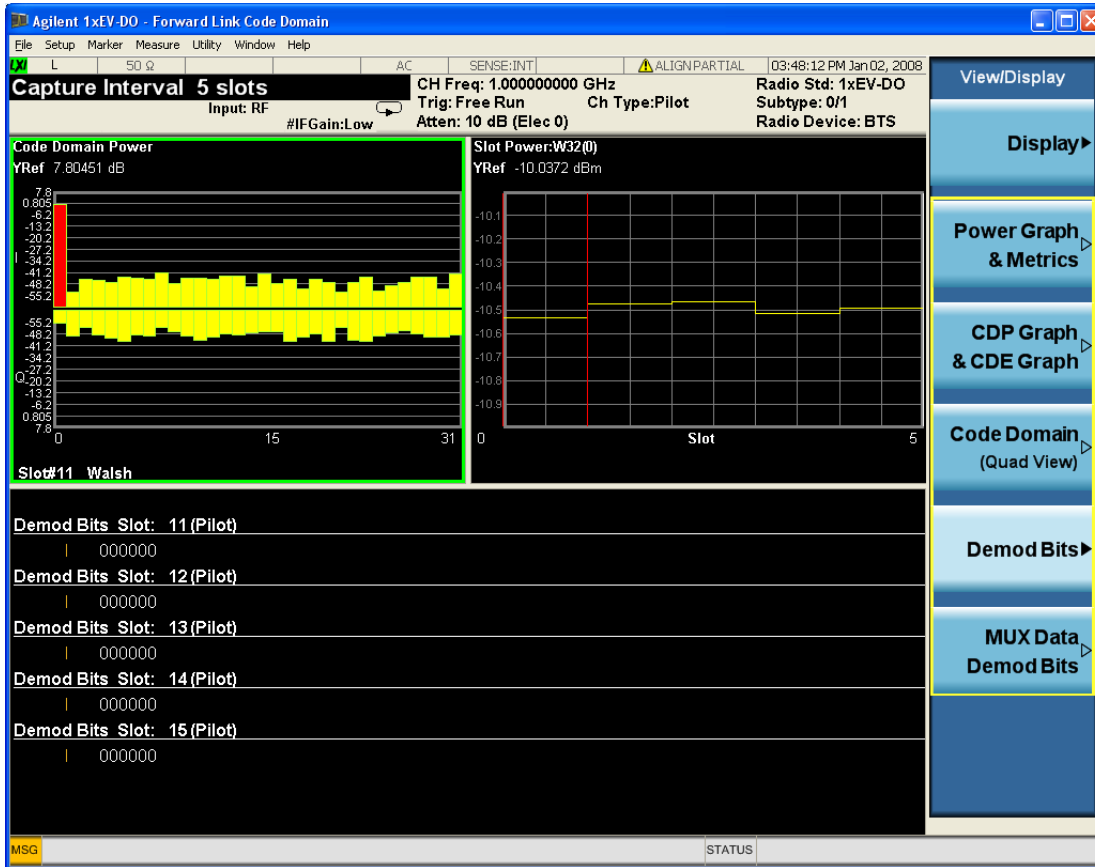 Agilent 1xEV-DO - Forward Link Code Domain
File Setup Marker Measure Utility Window Help
LXI L 50 Ω AC SENSE:INT ALIGN PARTIAL 03:48:12 PM Jan 02, 2008
Capture Interval 5 slots
Input: RF
#IFGain:Low
CH Freq: 1.000000000 GHz
Trig: Free Run Ch Type:Pilot
Atten: 10 dB (Elec 0)
Radio Std: 1xEV-DO
Subtype: 0/1
Radio Device: BTS
Code Domain Power
YRef 7.80451 dB
7.8
0.805
-6.2
-13.2
-20.2
-27.2
I -34.2
-41.2
-48.2
-55.2
-55.2
-48.2
-41.2
-34.2
-27.2
Q -20.2
-13.2
-6.2
0.805
7.8
0 15 31
Slot#11 Walsh
Slot Power:W32(0)
YRef -10.0372 dBm
-10.1
-10.2
-10.3
-10.4
-10.5
-10.6
-10.7
-10.8
-10.9
0 Slot 5
Demod Bits Slot: 11 (Pilot)
I 000000
Demod Bits Slot: 12 (Pilot)
I 000000
Demod Bits Slot: 13 (Pilot)
I 000000
Demod Bits Slot: 14 (Pilot)
I 000000
Demod Bits Slot: 15 (Pilot)
I 000000
View/Display
Display
Power Graph
& Metrics
CDP Graph
& CDE Graph
Code Domain
(Quad View)
Demod Bits
MUX Data
Demod Bits
MSG STATUS